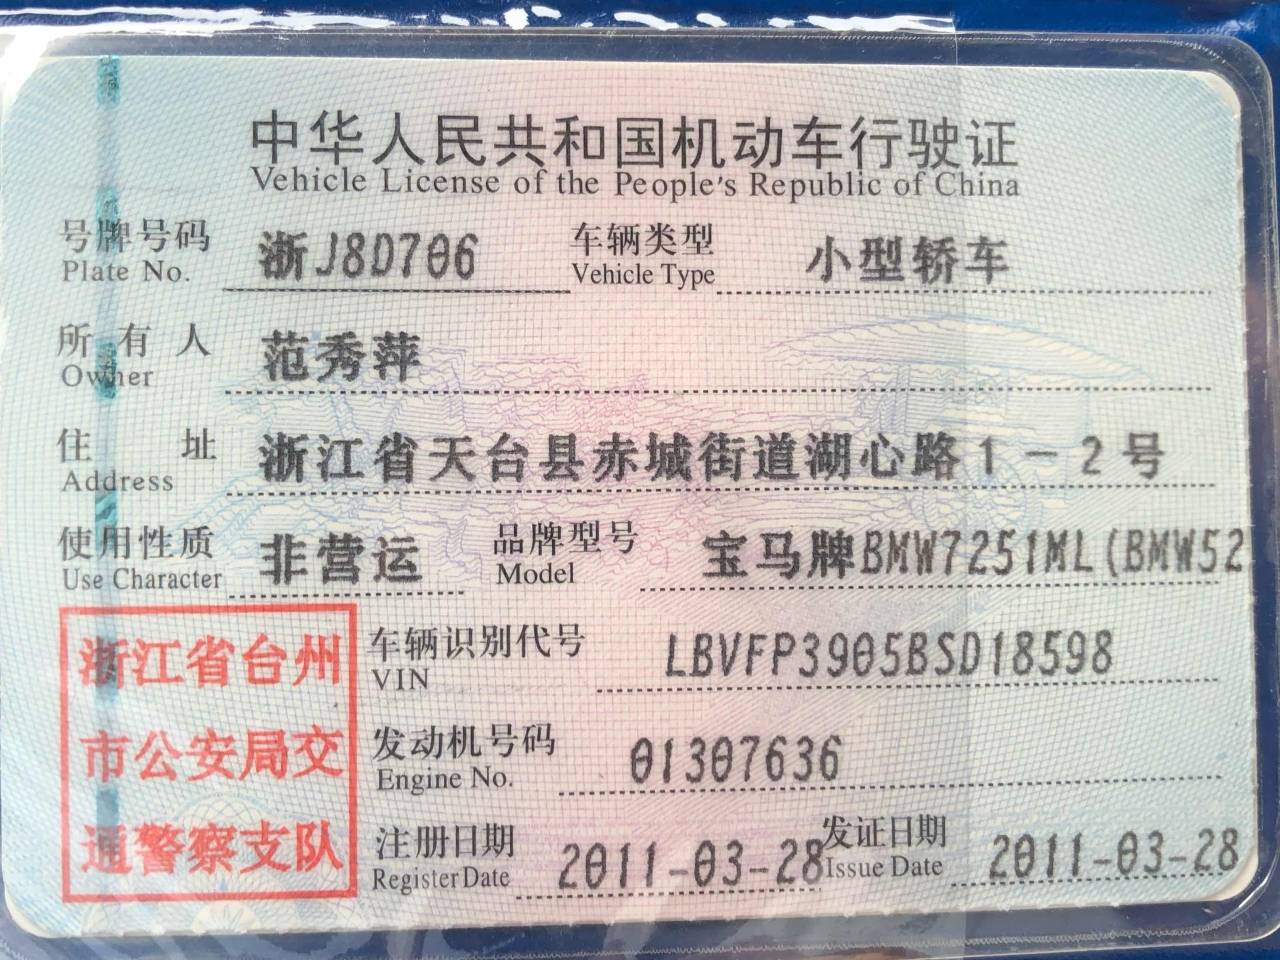 中华人民共和国机动车行驶证
Vehicle License of the People's Republic of China
号牌号码 浙J8D706 车辆类型 小型轿车
Plate No. Vehicle Type
所有人 范秀萍
Owner
住址 浙江省天台县赤城街道湖心路1－2号
Address
使用性质 非营运 品牌型号 宝马牌BMW7251ML(BMW52
Use Character Model
浙江省台州
市公安局交
通警察支队
车辆识别代号 LBVFP3905BSD18598
VIN
发动机号码 01307636
Engine No.
注册日期 2011-03-28 发证日期 2011-03-28
Register Date Issue Date